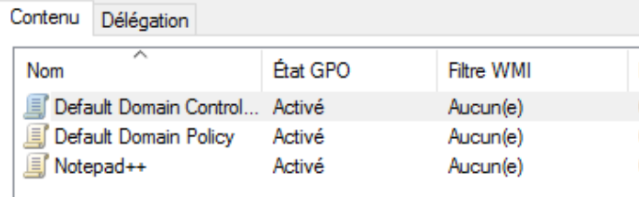 Contenu Délégation
Nom État GPO Filtre WMI
Default Domain Control... Activé Aucun(e)
Default Domain Policy Activé Aucun(e)
Notepad++ Activé Aucun(e)